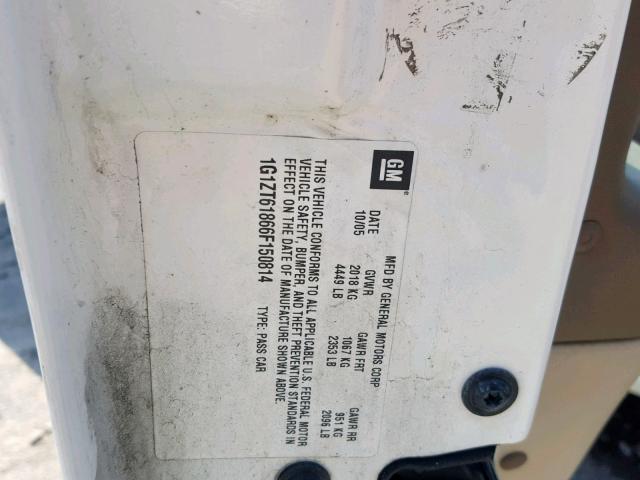 GM
MFD BY GENERAL MOTORS CORP
DATE GVWR GAWR FRT GAWR RR
10/05 2018 KG 1067 KG 951 KG
4449 LB 2353 LB 2096 LB
THIS VEHICLE CONFORMS TO ALL APPLICABLE U.S. FEDERAL MOTOR
VEHICLE SAFETY, BUMPER, AND THEFT PREVENTION STANDARDS IN
EFFECT ON THE DATE OF MANUFACTURE SHOWN ABOVE.
1G1ZT61866F150814 TYPE: PASS CAR